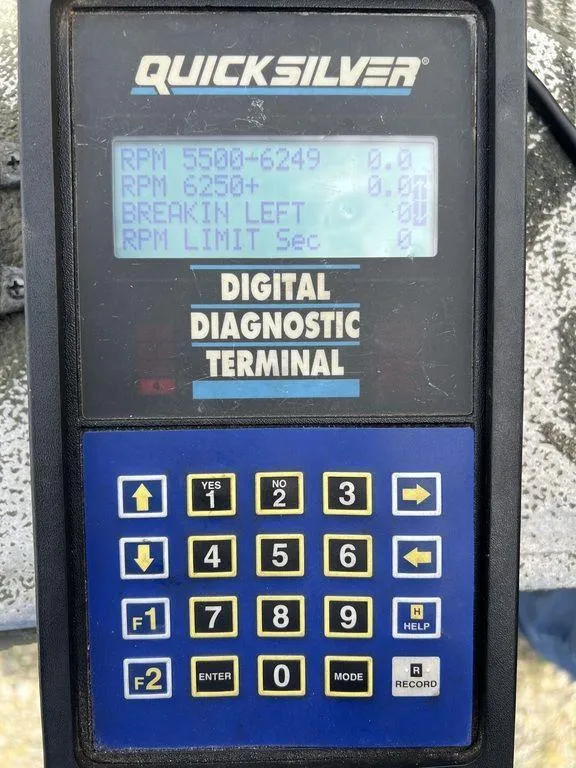 QUICKSILVER®
RPM 5500-6249 0.0
RPM 6250+ 0.0
BREAKIN LEFT 0
RPM LIMIT Sec 0
DIGITAL
DIAGNOSTIC
TERMINAL
YES 1
NO 2
3
4
5
6
F1
7
8
9
H HELP
F2
ENTER
0
MODE
R RECORD